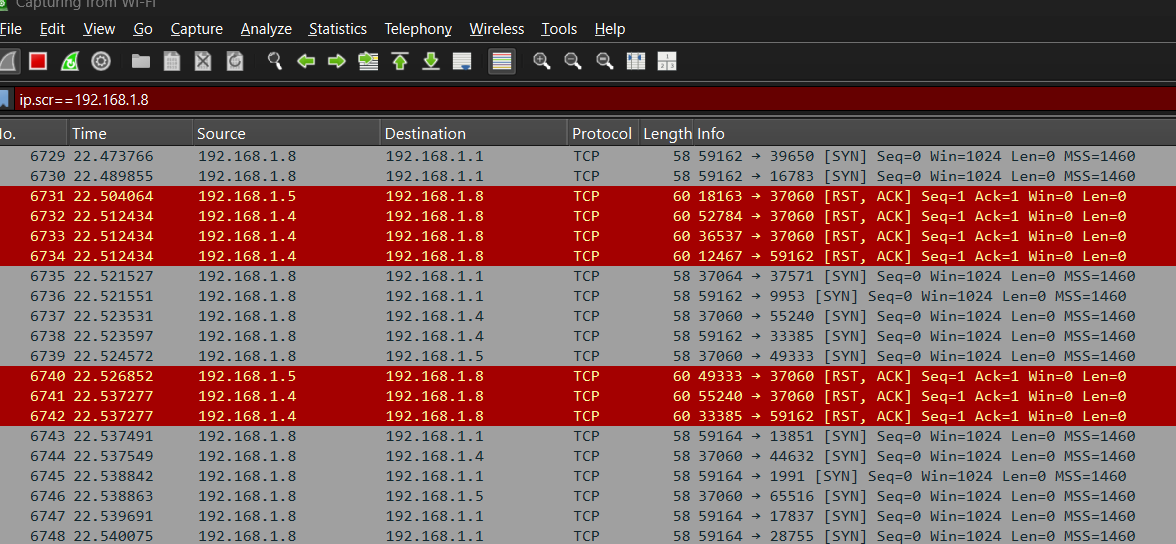 Capturing from Wi-Fi
File Edit View Go Capture Analyze Statistics Telephony Wireless Tools Help
ip.scr==192.168.1.8
No. Time Source Destination Protocol Length Info
6729 22.473766 192.168.1.8 192.168.1.1 TCP 58 59162 → 39650 [SYN] Seq=0 Win=1024 Len=0 MSS=1460
6730 22.489855 192.168.1.8 192.168.1.1 TCP 58 59162 → 16783 [SYN] Seq=0 Win=1024 Len=0 MSS=1460
6731 22.504064 192.168.1.5 192.168.1.8 TCP 60 18163 → 37060 [RST, ACK] Seq=1 Ack=1 Win=0 Len=0
6732 22.512434 192.168.1.4 192.168.1.8 TCP 60 52784 → 37060 [RST, ACK] Seq=1 Ack=1 Win=0 Len=0
6733 22.512434 192.168.1.4 192.168.1.8 TCP 60 36537 → 37060 [RST, ACK] Seq=1 Ack=1 Win=0 Len=0
6734 22.512434 192.168.1.4 192.168.1.8 TCP 60 12467 → 59162 [RST, ACK] Seq=1 Ack=1 Win=0 Len=0
6735 22.521527 192.168.1.8 192.168.1.1 TCP 58 37064 → 37571 [SYN] Seq=0 Win=1024 Len=0 MSS=1460
6736 22.521551 192.168.1.8 192.168.1.1 TCP 58 59162 → 9953 [SYN] Seq=0 Win=1024 Len=0 MSS=1460
6737 22.523531 192.168.1.8 192.168.1.4 TCP 58 37060 → 55240 [SYN] Seq=0 Win=1024 Len=0 MSS=1460
6738 22.523597 192.168.1.8 192.168.1.4 TCP 58 59162 → 33385 [SYN] Seq=0 Win=1024 Len=0 MSS=1460
6739 22.524572 192.168.1.8 192.168.1.5 TCP 58 37060 → 49333 [SYN] Seq=0 Win=1024 Len=0 MSS=1460
6740 22.526852 192.168.1.5 192.168.1.8 TCP 60 49333 → 37060 [RST, ACK] Seq=1 Ack=1 Win=0 Len=0
6741 22.537277 192.168.1.4 192.168.1.8 TCP 60 55240 → 37060 [RST, ACK] Seq=1 Ack=1 Win=0 Len=0
6742 22.537277 192.168.1.4 192.168.1.8 TCP 60 33385 → 59162 [RST, ACK] Seq=1 Ack=1 Win=0 Len=0
6743 22.537491 192.168.1.8 192.168.1.1 TCP 58 59164 → 13851 [SYN] Seq=0 Win=1024 Len=0 MSS=1460
6744 22.537549 192.168.1.8 192.168.1.4 TCP 58 37060 → 44632 [SYN] Seq=0 Win=1024 Len=0 MSS=1460
6745 22.538842 192.168.1.8 192.168.1.1 TCP 58 59164 → 1991 [SYN] Seq=0 Win=1024 Len=0 MSS=1460
6746 22.538863 192.168.1.8 192.168.1.5 TCP 58 37060 → 65516 [SYN] Seq=0 Win=1024 Len=0 MSS=1460
6747 22.539691 192.168.1.8 192.168.1.1 TCP 58 59164 → 17837 [SYN] Seq=0 Win=1024 Len=0 MSS=1460
6748 22.540075 192.168.1.8 192.168.1.1 TCP 58 59164 → 28755 [SYN] Seq=0 Win=1024 Len=0 MSS=1460